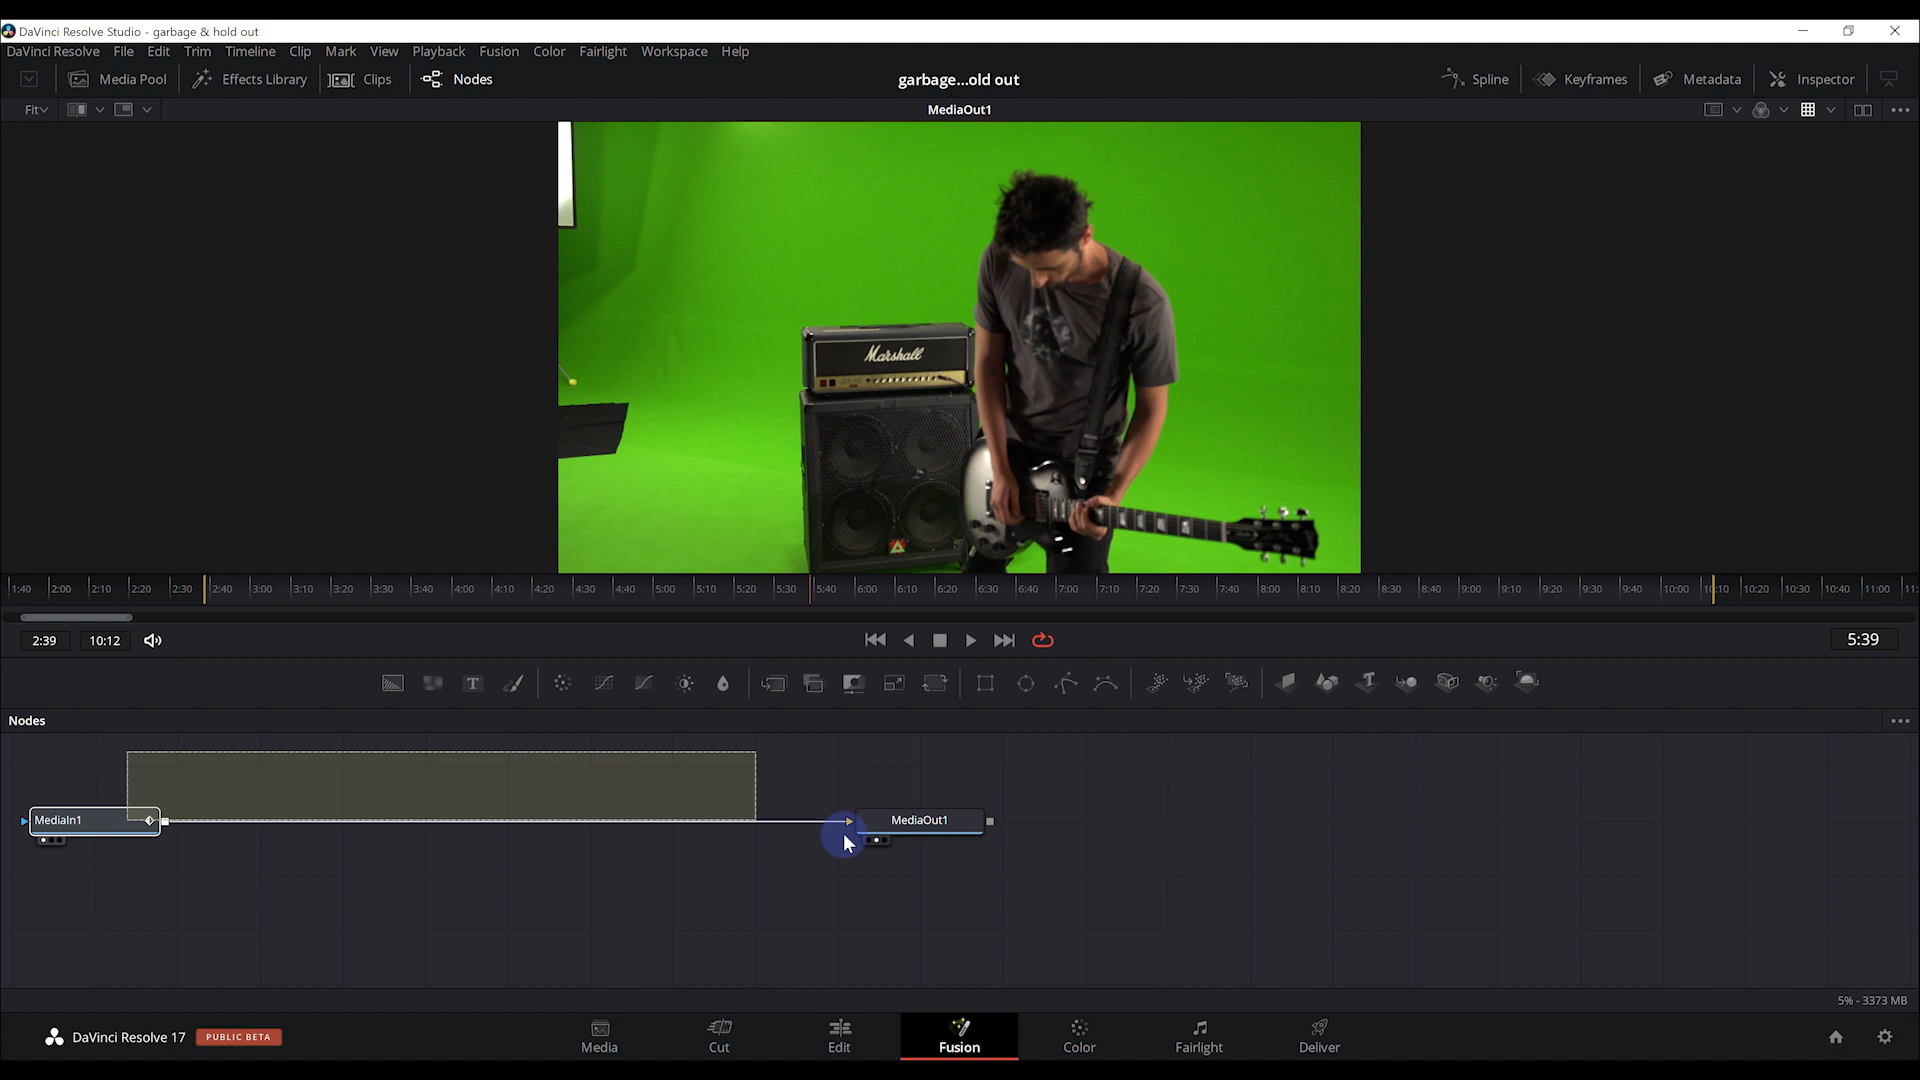 DaVinci Resolve Studio - garbage & hold out
DaVinci Resolve File Edit Trim Timeline Clip Mark View Playback Fusion Color Fairlight Workspace Help
Media Pool Effects Library Clips Nodes garbage...old out Spline Keyframes Metadata Inspector
Fit MediaOut1
Marshall
1:40 2:00 2:10 2:20 2:30 2:40 3:00 3:10 3:20 3:30 3:40 4:00 4:10 4:20 4:30 4:40 5:00 5:10 5:20 5:30 5:40 6:00 6:10 6:20 6:30 6:40 7:00 7:10 7:20 7:30 7:40 8:00 8:10 8:20 8:30 8:40 9:00 9:10 9:20 9:30 9:40 10:00 10:10 10:20 10:30 10:40 11:00 11:
2:39 10:12 5:39
Nodes
MediaIn1 MediaOut1
5% - 3373 MB
DaVinci Resolve 17 PUBLIC BETA Media Cut Edit Fusion Color Fairlight Deliver